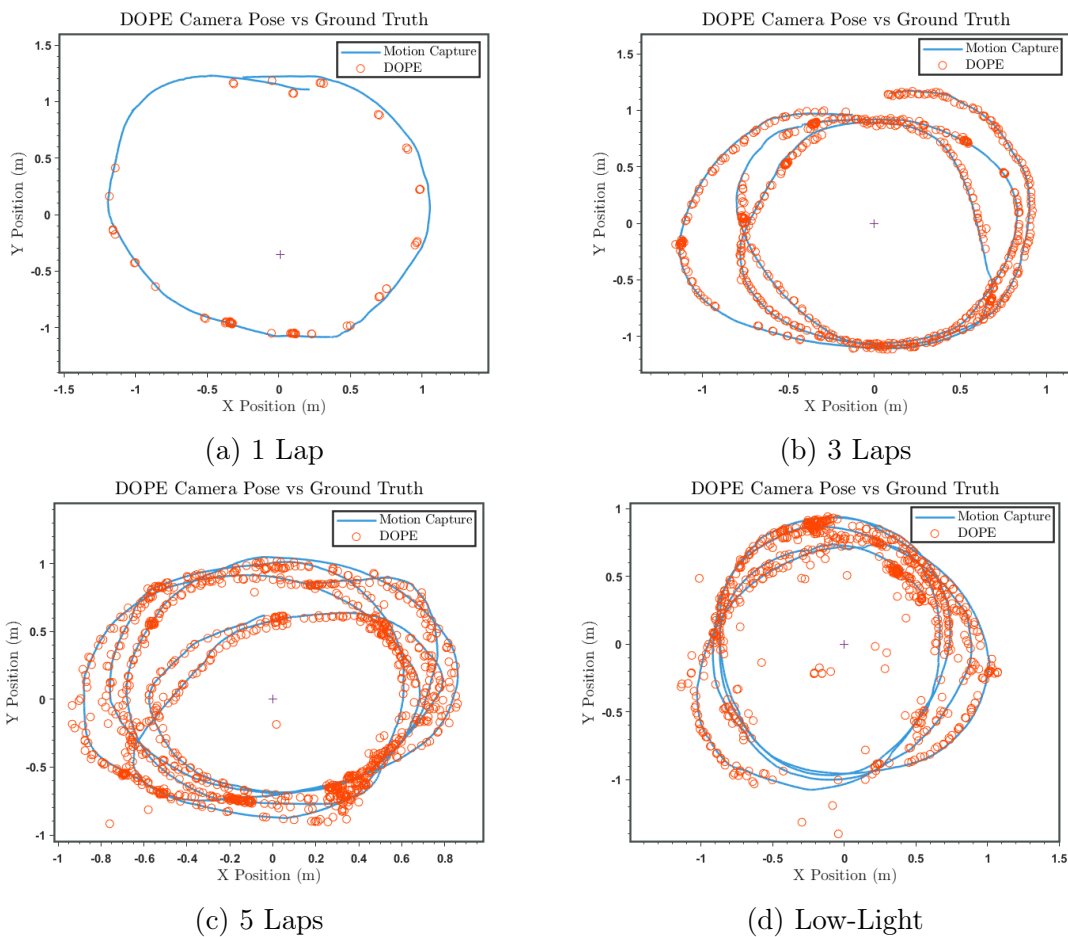 DOPE Camera Pose vs Ground Truth
Motion Capture
DOPE
1.5
1
0.5
0
-0.5
-1
Y Position (m)
-1.5 -1 -0.5 0 0.5 1
X Position (m)
(a) 1 Lap
DOPE Camera Pose vs Ground Truth
Motion Capture
DOPE
1.5
1
0.5
0
-0.5
-1
Y Position (m)
-1 -0.5 0 0.5 1
X Position (m)
(b) 3 Laps
DOPE Camera Pose vs Ground Truth
Motion Capture
DOPE
1
0.5
0
-0.5
-1
Y Position (m)
-1 -0.8 -0.6 -0.4 -0.2 0 0.2 0.4 0.6 0.8
X Position (m)
(c) 5 Laps
DOPE Camera Pose vs Ground Truth
Motion Capture
DOPE
1
0.5
0
-0.5
-1
Y Position (m)
-1 -0.5 0 0.5 1 1.5
X Position (m)
(d) Low-Light